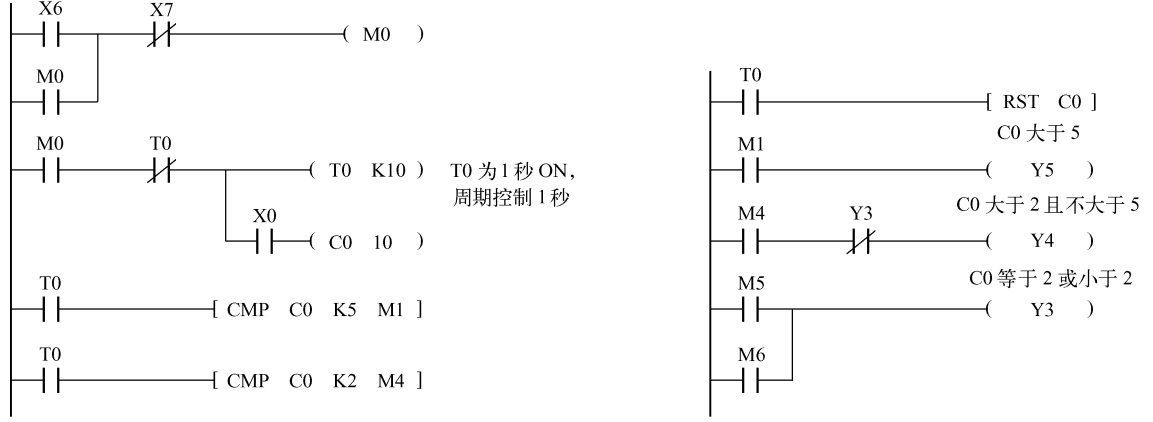 X6 X7
( M0 )
M0
M0 T0
( T0 K10 ) T0 为1秒 ON,
周期控制1秒
X0
( C0 10 )
T0
[ CMP C0 K5 M1 ]
T0
[ CMP C0 K2 M4 ]
T0
[ RST C0 ]
C0 大于 5
M1
( Y5 )
C0 大于 2 且不大于 5
M4 Y3
( Y4 )
C0 等于 2 或小于 2
M5
( Y3 )
M6